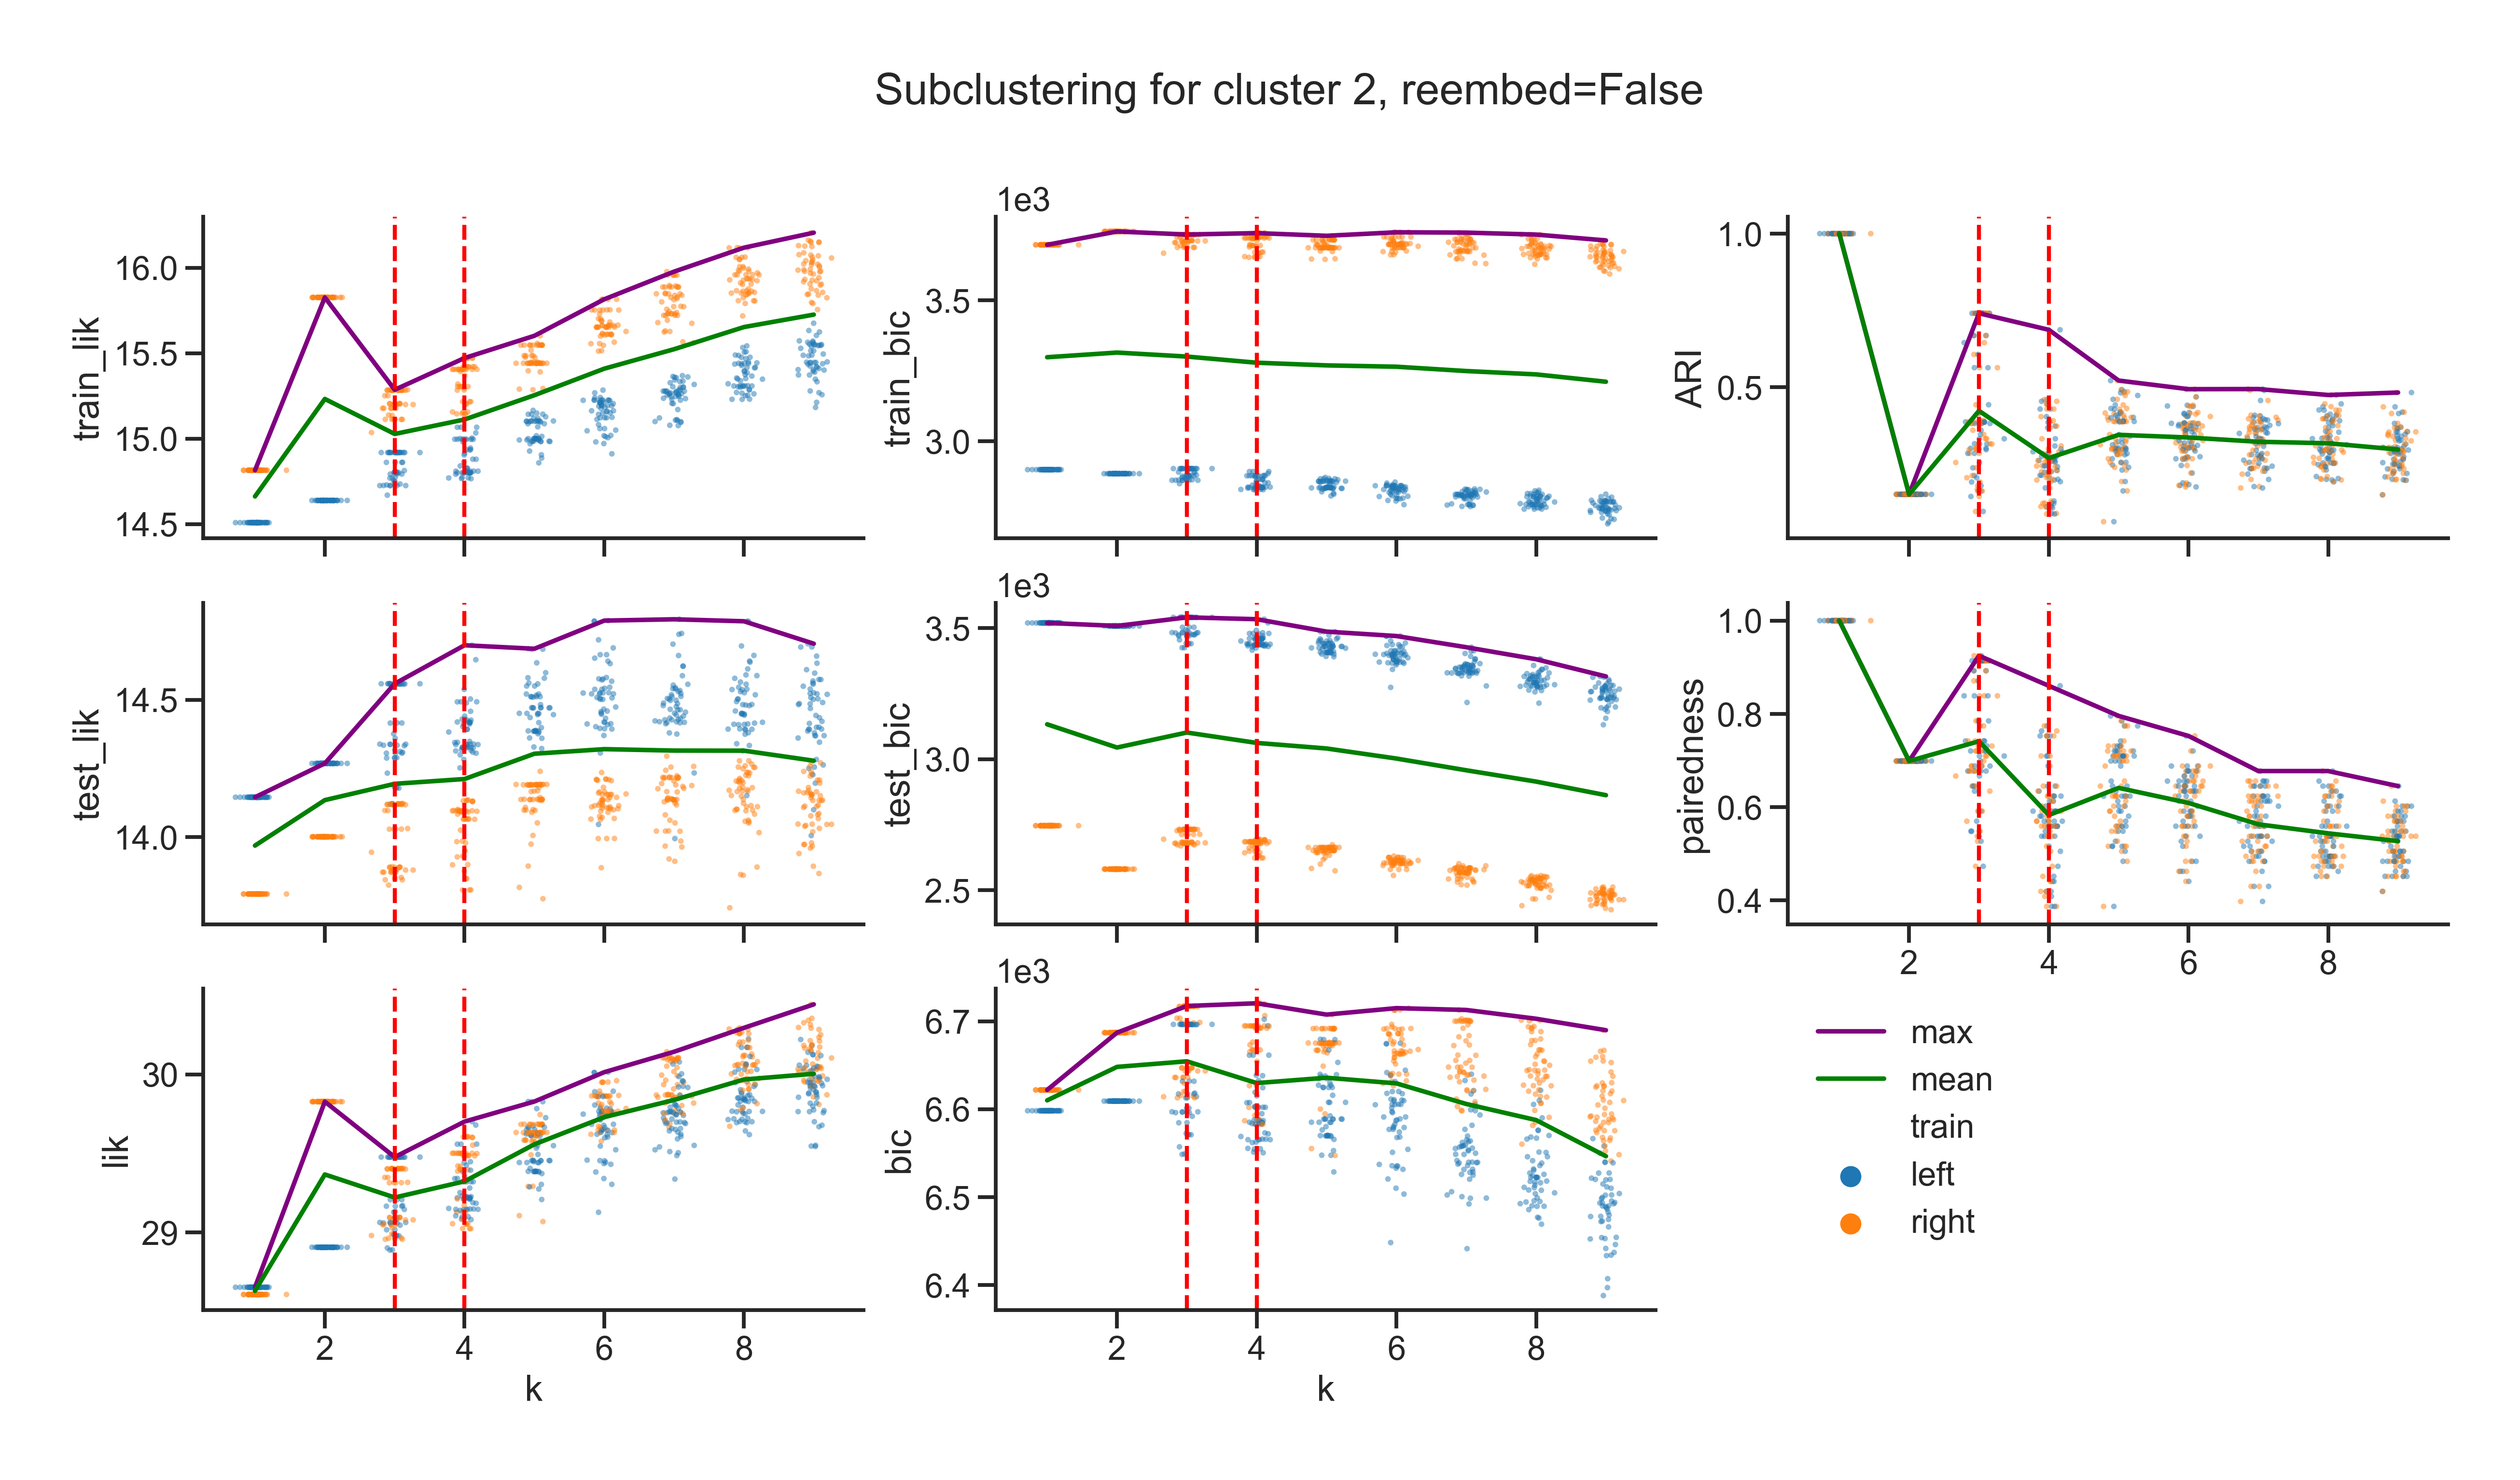 Subclustering for cluster 2, reembed=False
train_lik
16.0
15.5
15.0
14.5
1e3
train_bic
3.5
3.0
ARI
1.0
0.5
test_lik
14.5
14.0
1e3
test_bic
3.5
3.0
2.5
pairedness
1.0
0.8
0.6
0.4
2 4 6 8
lik
30
29
2 4 6 8
k
1e3
bic
6.7
6.6
6.5
6.4
2 4 6 8
k
max
mean
train
left
right